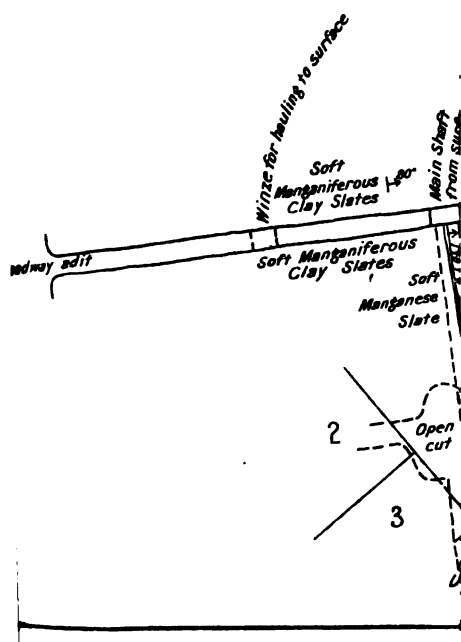 Winze for hauling to surface
Main Shaft
from surf
Soft
Manganiferous
Clay Slates
80°
Soft Manganiferous
Clay Slates
adway adit
Soft
Manganese
Slate
Open
cut
2
3